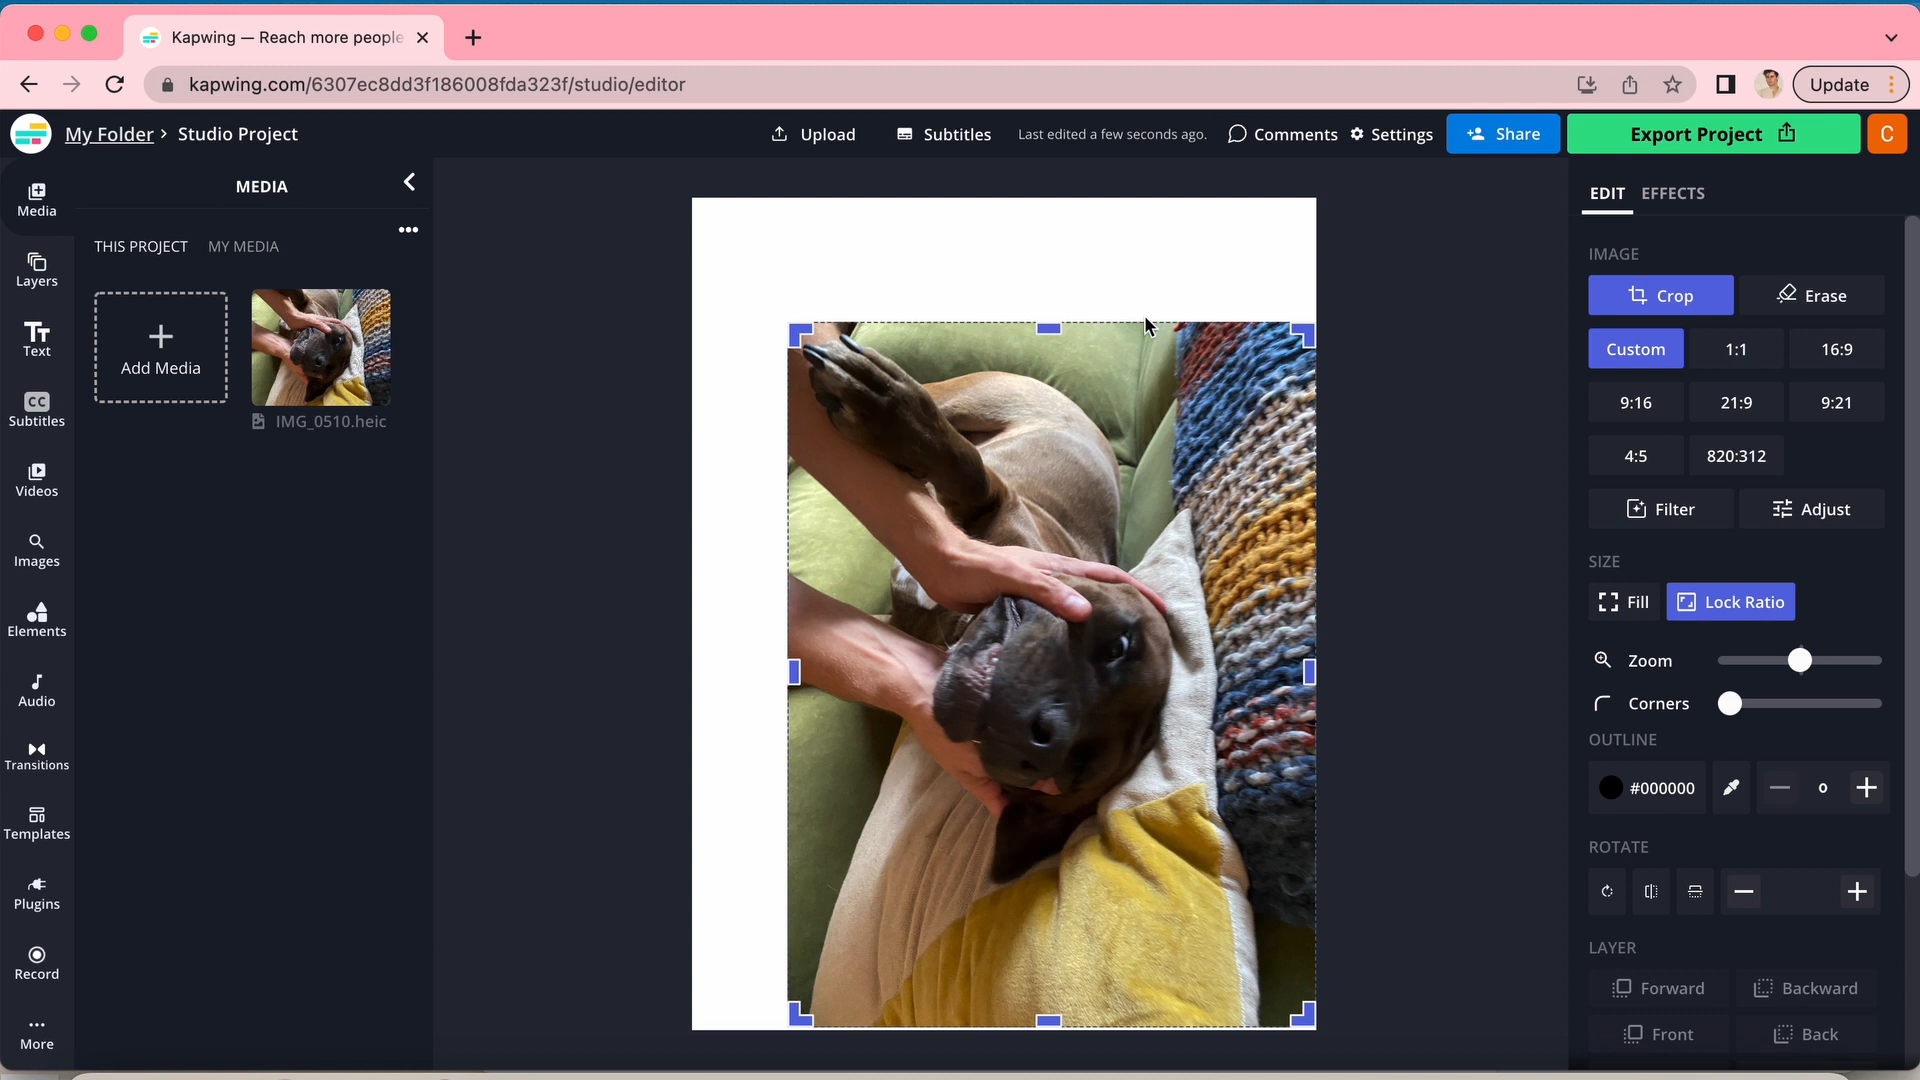 Kapwing — Reach more people
kapwing.com/6307ec8dd3f186008fda323f/studio/editor
Update
My Folder > Studio Project
Upload
Subtitles
Last edited a few seconds ago.
Comments
Settings
Share
Export Project
C
Media
Layers
Text
CC
Subtitles
Videos
Images
Elements
Audio
Transitions
Templates
Plugins
Record
More
MEDIA
THIS PROJECT
MY MEDIA
Add Media
IMG_0510.heic
EDIT
EFFECTS
IMAGE
Crop
Erase
Custom
1:1
16:9
9:16
21:9
9:21
4:5
820:312
Filter
Adjust
SIZE
Fill
Lock Ratio
Zoom
Corners
OUTLINE
#000000
0
ROTATE
LAYER
Forward
Backward
Front
Back